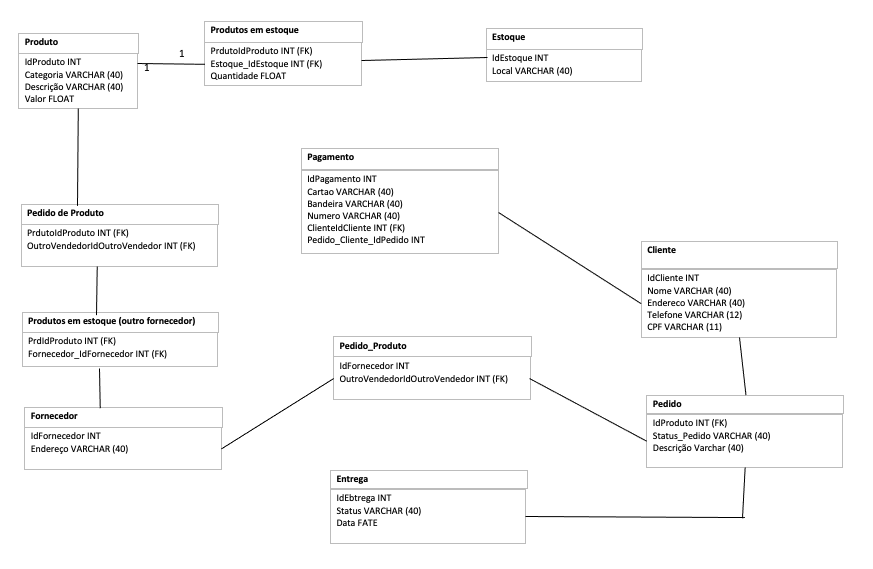 Produto
IdProduto INT
Categoria VARCHAR (40)
Descrição VARCHAR (40)
Valor FLOAT
1
1
Produtos em estoque
PrdutoIdProduto INT (FK)
Estoque_IdEstoque INT (FK)
Quantidade FLOAT
Estoque
IdEstoque INT
Local VARCHAR (40)
Pagamento
IdPagamento INT
Cartao VARCHAR (40)
Bandeira VARCHAR (40)
Numero VARCHAR (40)
ClienteIdCliente INT (FK)
Pedido_Cliente_IdPedido INT
Pedido de Produto
PrdutoIdProduto INT (FK)
OutroVendedorIdOutroVendedor INT (FK)
Cliente
IdCliente INT
Nome VARCHAR (40)
Endereco VARCHAR (40)
Telefone VARCHAR (12)
CPF VARCHAR (11)
Produtos em estoque (outro fornecedor)
PrdIdProduto INT (FK)
Fornecedor_IdFornecedor INT (FK)
Pedido_Produto
IdFornecedor INT
OutroVendedorIdOutroVendedor INT (FK)
Fornecedor
IdFornecedor INT
Endereço VARCHAR (40)
Pedido
IdProduto INT (FK)
Status_Pedido VARCHAR (40)
Descrição Varchar (40)
Entrega
IdEbtrega INT
Status VARCHAR (40)
Data FATE